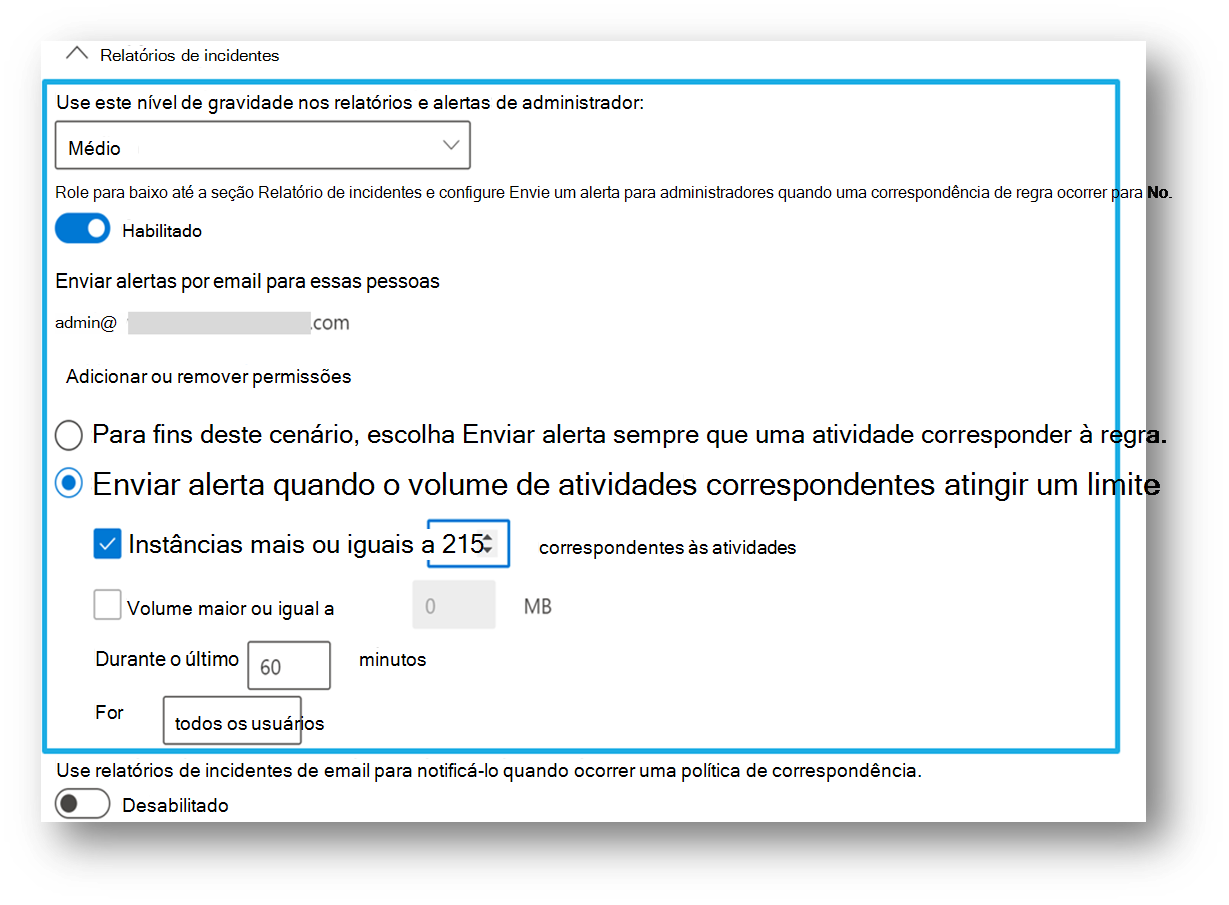 Relatórios de incidentes
Use este nível de gravidade nos relatórios e alertas de administrador:
Médio
Role para baixo até a seção Relatório de incidentes e configure Envie um alerta para administradores quando uma correspondência de regra ocorrer para No.
Habilitado
Enviar alertas por email para essas pessoas
admin@ .com
Adicionar ou remover permissões
Para fins deste cenário, escolha Enviar alerta sempre que uma atividade corresponder à regra.
Enviar alerta quando o volume de atividades correspondentes atingir um limite
Instâncias mais ou iguais a 215 correspondentes às atividades
Volume maior ou igual a 0 MB
Durante o último 60 minutos
For todos os usuários
Use relatórios de incidentes de email para notificá-lo quando ocorrer uma política de correspondência.
Desabilitado